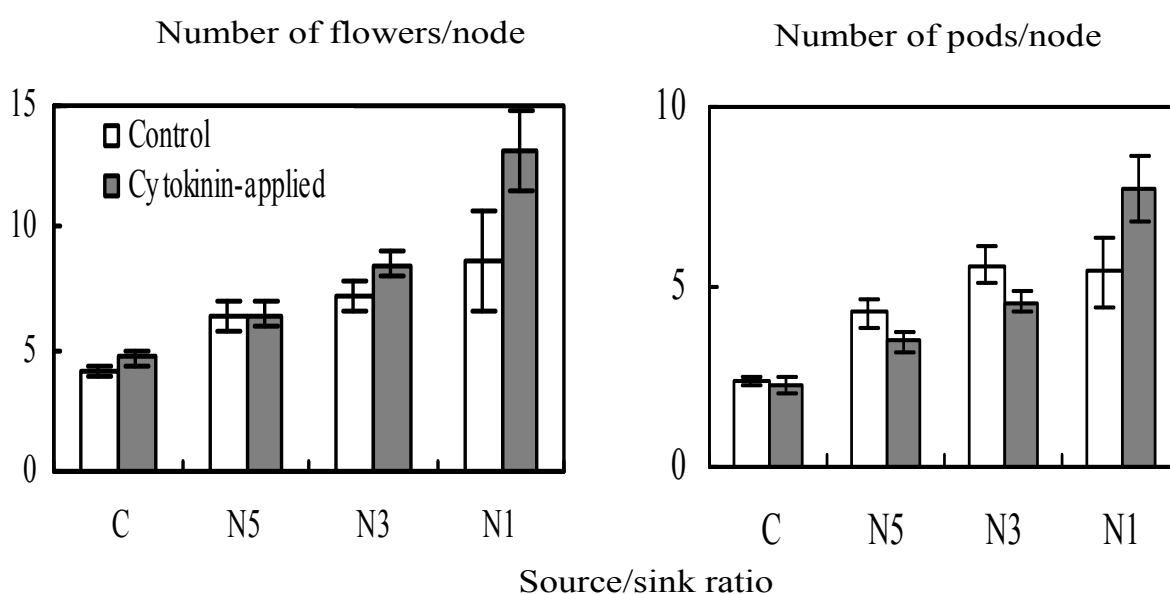 Number of flowers/node
15
10
5
0
Control
Cytokinin-applied
C N5 N3 N1
Number of pods/node
10
5
0
C N5 N3 N1
Source/sink ratio